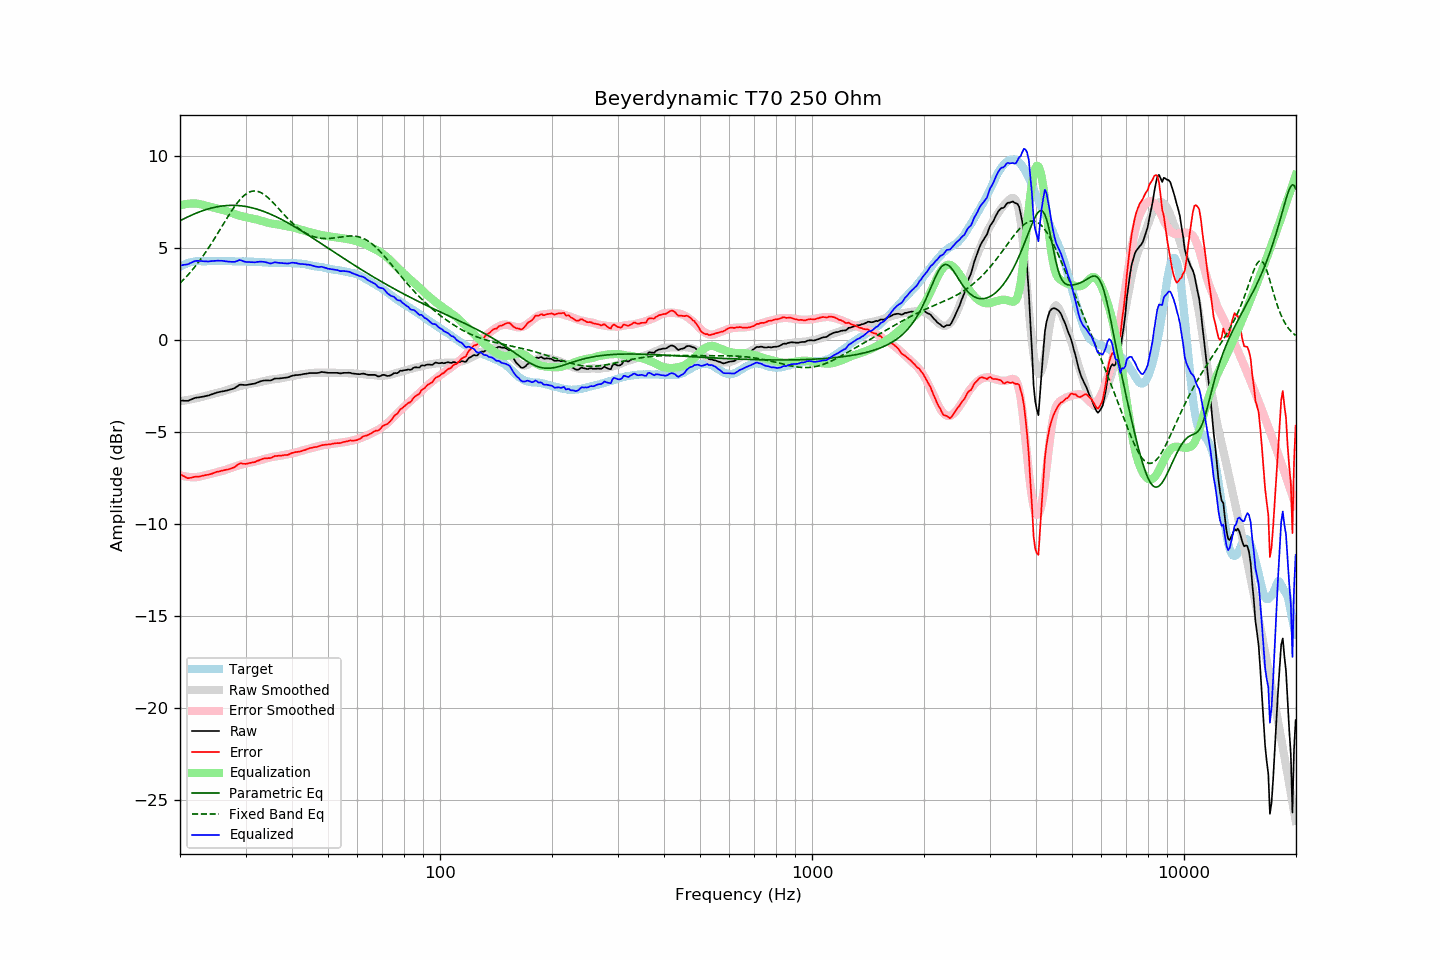 Beyerdynamic T70 250 Ohm
Amplitude (dBr)
10
5
0
−5
−10
−15
−20
−25
Target
Raw Smoothed
Error Smoothed
Raw
Error
Equalization
Parametric Eq
Fixed Band Eq
Equalized
100
1000
10000
Frequency (Hz)